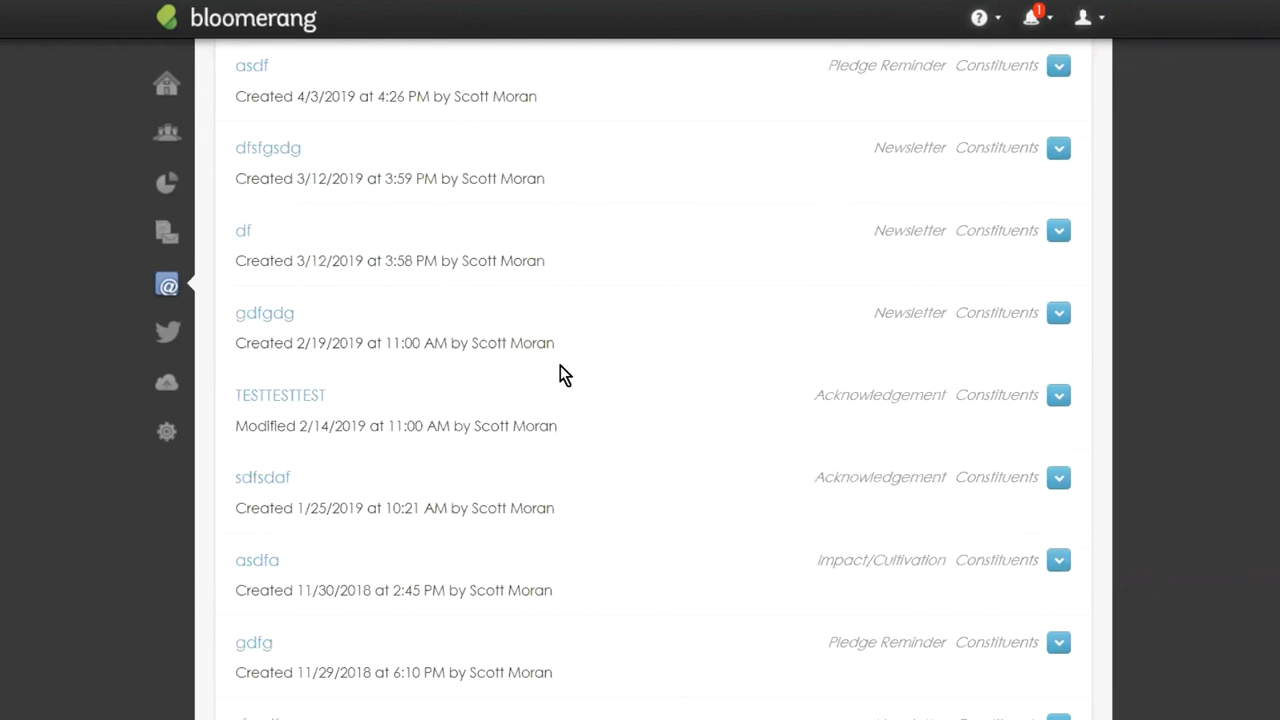 bloomerang
1
asdf Pledge Reminder Constituents
Created 4/3/2019 at 4:26 PM by Scott Moran
dfsfgsdg Newsletter Constituents
Created 3/12/2019 at 3:59 PM by Scott Moran
df Newsletter Constituents
Created 3/12/2019 at 3:58 PM by Scott Moran
gdfgdg Newsletter Constituents
Created 2/19/2019 at 11:00 AM by Scott Moran
TESTTESTTEST Acknowledgement Constituents
Modified 2/14/2019 at 11:00 AM by Scott Moran
sdfsdaf Acknowledgement Constituents
Created 1/25/2019 at 10:21 AM by Scott Moran
asdfa Impact/Cultivation Constituents
Created 11/30/2018 at 2:45 PM by Scott Moran
gdfg Pledge Reminder Constituents
Created 11/29/2018 at 6:10 PM by Scott Moran